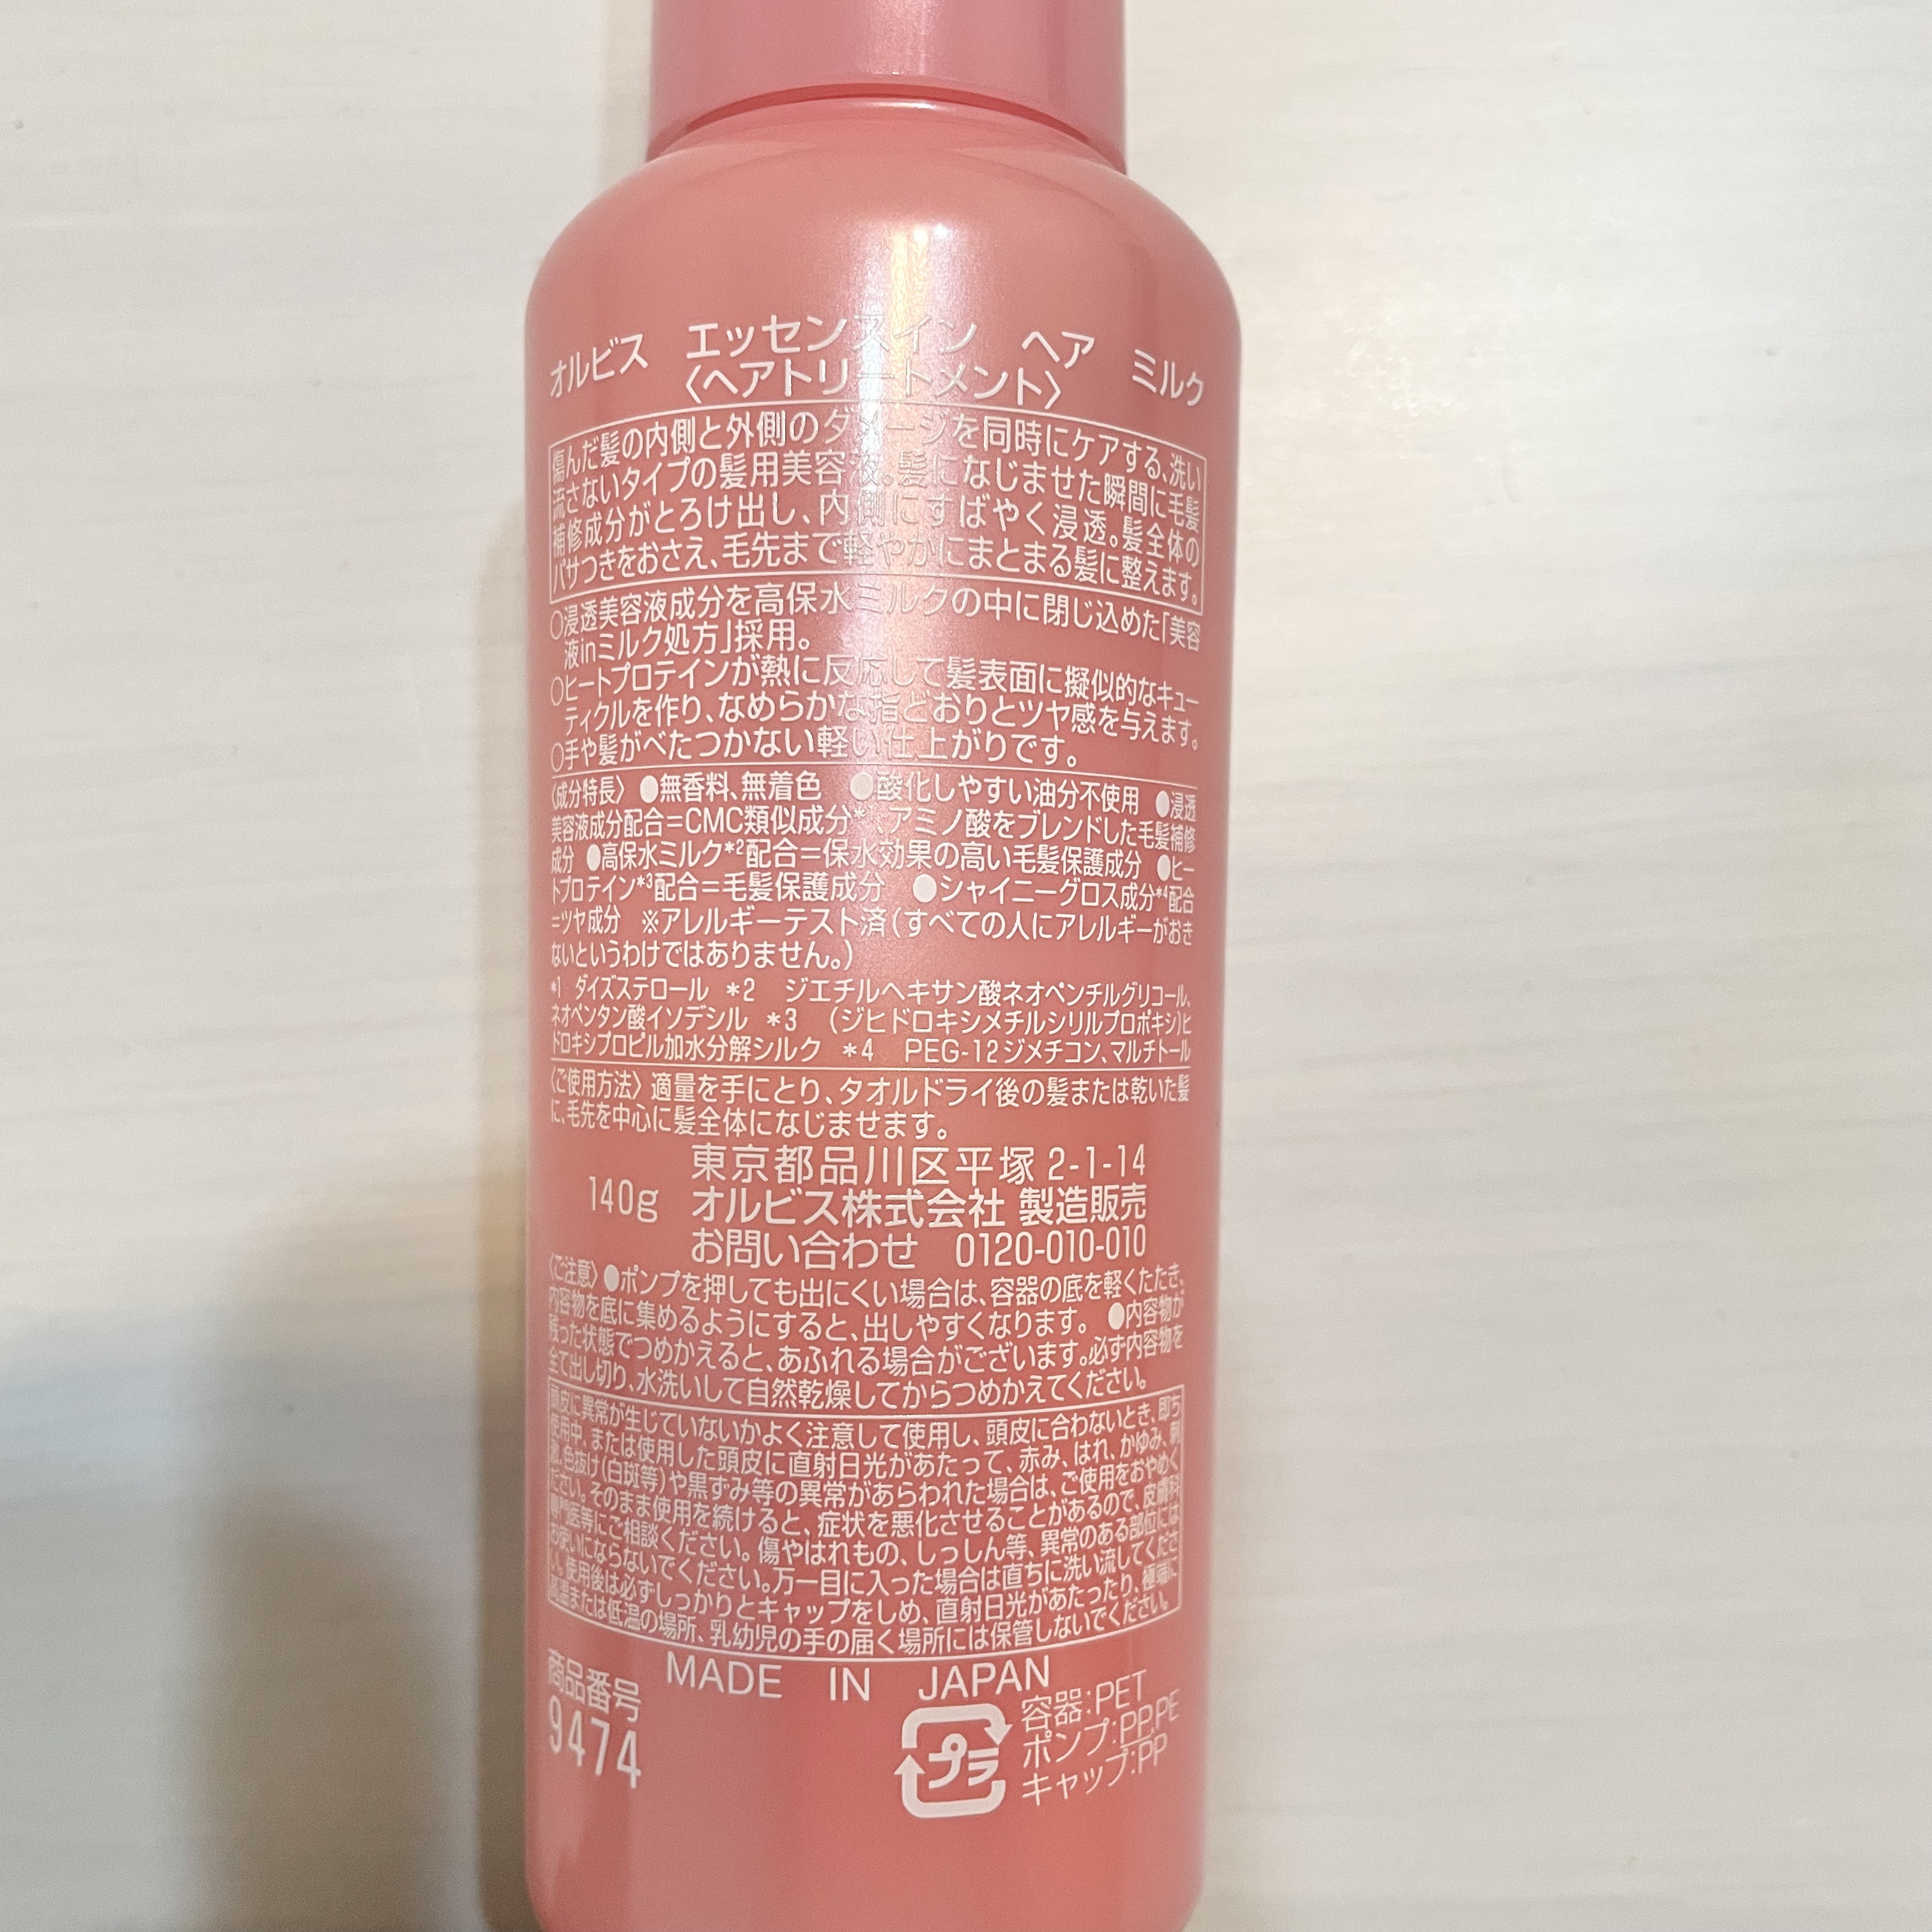 オルビス エッセンスイン ヘア ミルク
〈ヘアトリートメント〉
傷んだ髪の内側と外側のダメージを同時にケアする、洗い
流さないタイプの髪用美容液。髪になじませた瞬間に毛髪
補修成分がとろけ出し、内側にすばやく浸透。髪全体の
パサつきをおさえ、毛先まで軽やかにまとまる髪に整えます。
○浸透美容液成分を高保水ミルクの中に閉じ込めた「美容
液inミルク処方」採用。
○ヒートプロテインが熱に反応して髪表面に擬似的なキュー
ティクルを作り、なめらかな指どおりとツヤ感を与えます。
○手や髪がべたつかない軽い仕上がりです。
〈成分特長〉 ●無香料、無着色 ●酸化しやすい油分不使用 ●浸透
美容液成分配合=CMC類似成分*1、アミノ酸をブレンドした毛髪補修
成分 ●高保水ミルク*2配合=保水効果の高い毛髪保護成分 ●ヒー
トプロテイン*3配合=毛髪保護成分 ●シャイニーグロス成分*4配合
=ツヤ成分 ※アレルギーテスト済(すべての人にアレルギーがおき
ないというわけではありません。)
*1 ダイズステロール *2 ジエチルヘキサン酸ネオペンチルグリコール、
ネオペンタン酸イソデシル *3 (ジヒドロキシメチルシリルプロポキシ)ヒ
ドロキシプロピル加水分解シルク *4 PEG-12ジメチコン、マルチトール
〈ご使用方法〉適量を手にとり、タオルドライ後の髪または乾いた髪
に、毛先を中心に髪全体になじませます。
東京都品川区平塚 2-1-14
140g オルビス株式会社 製造販売
お問い合わせ 0120-010-010
〈ご注意〉●ポンプを押しても出にくい場合は、容器の底を軽くたたき、
内容物を底に集めるようにすると、出しやすくなります。 ●内容物が
残った状態でつめかえると、あふれる場合がございます。必ず内容物を
全て出し切り、水洗いして自然乾燥してからつめかえてください。
頭皮に異常が生じていないかよく注意して使用し、頭皮に合わないとき、即ち
使用中、または使用した頭皮に直射日光があたって、赤み、はれ、かゆみ、刺
激、色抜け(白斑等)や黒ずみ等の異常があらわれた場合は、ご使用をおやめく
ださい。そのまま使用を続けると、症状を悪化させることがあるので、皮膚科
専門医等にご相談ください。傷やはれもの、しっしん等、異常のある部位には
お使いにならないでください。万一目に入った場合は直ちに洗い流してくださ
い。使用後は必ずしっかりとキャップをしめ、直射日光があたったり、極端に
高温または低温の場所、乳幼児の手の届く場所には保管しないでください。
MADE IN JAPAN
商品番号
9474
プラ
容器:PET
ポンプ:PP,PE
キャップ:PP